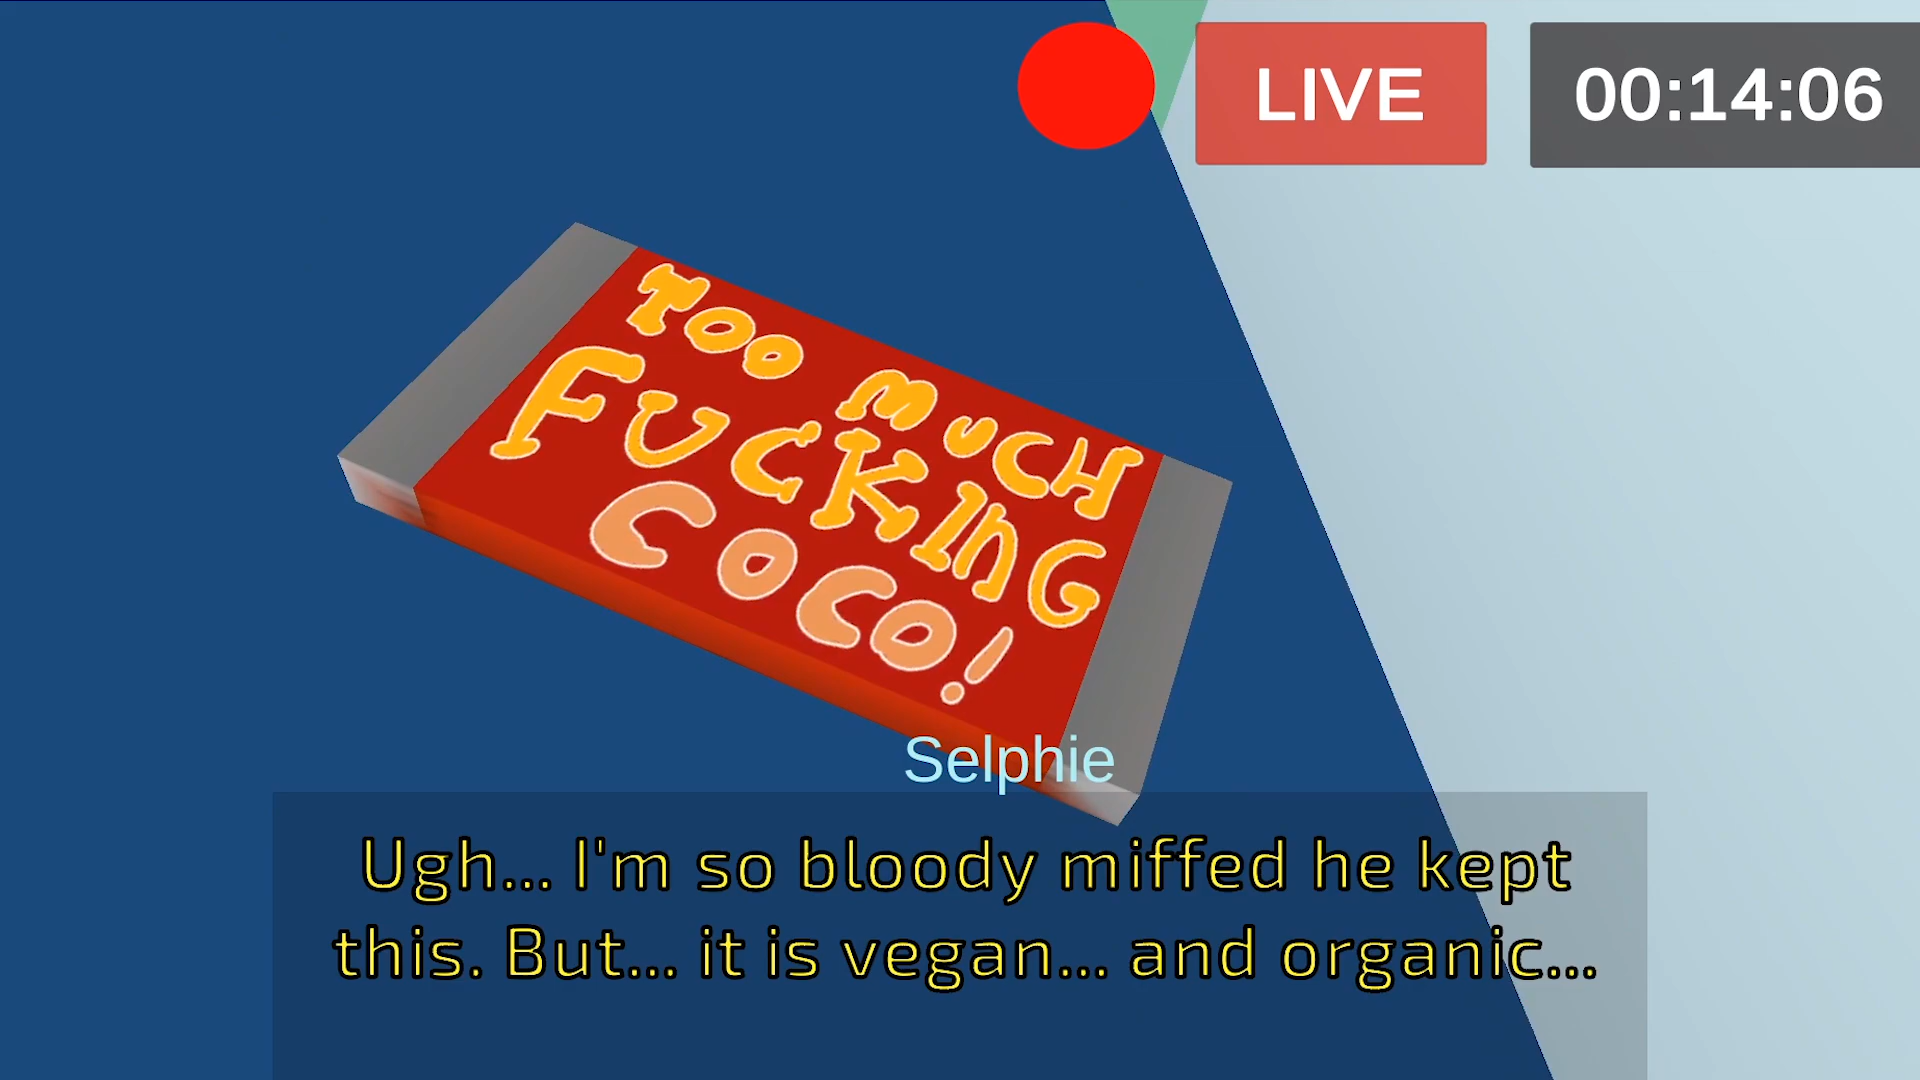 LIVE
00:14:06
TOO MUCH
FUCKING
COCO!
Selphie
Ugh... I'm so bloody miffed he kept
this. But... it is vegan... and organic...